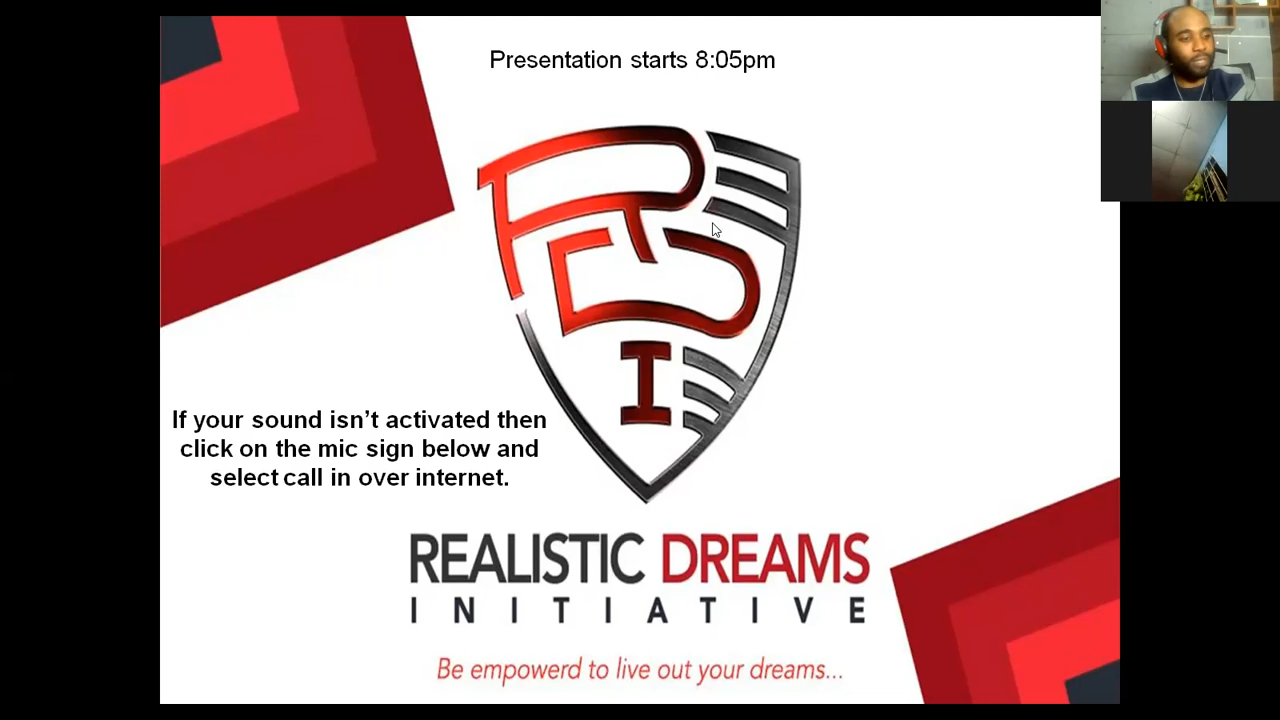 Presentation starts 8:05pm
RDI
If your sound isn’t activated then
click on the mic sign below and
select call in over internet.
REALISTIC DREAMS
INITIATIVE
Be empowerd to live out your dreams...